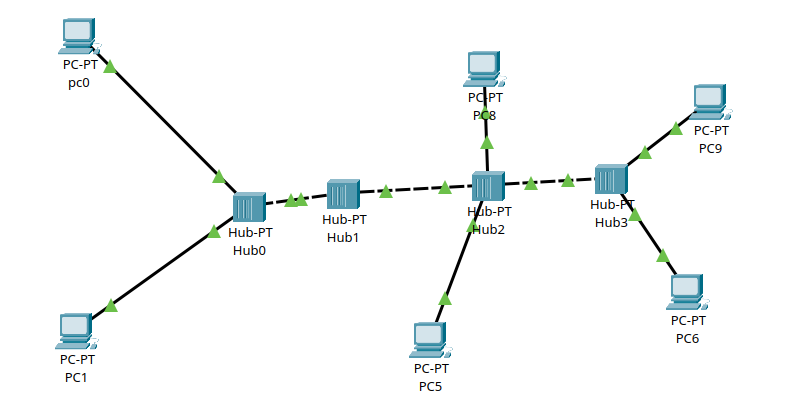 PC-PT
pc0
PC-PT
PC8
PC-PT
PC9
Hub-PT
Hub0
Hub-PT
Hub1
Hub-PT
Hub2
Hub-PT
Hub3
PC-PT
PC1
PC-PT
PC5
PC-PT
PC6